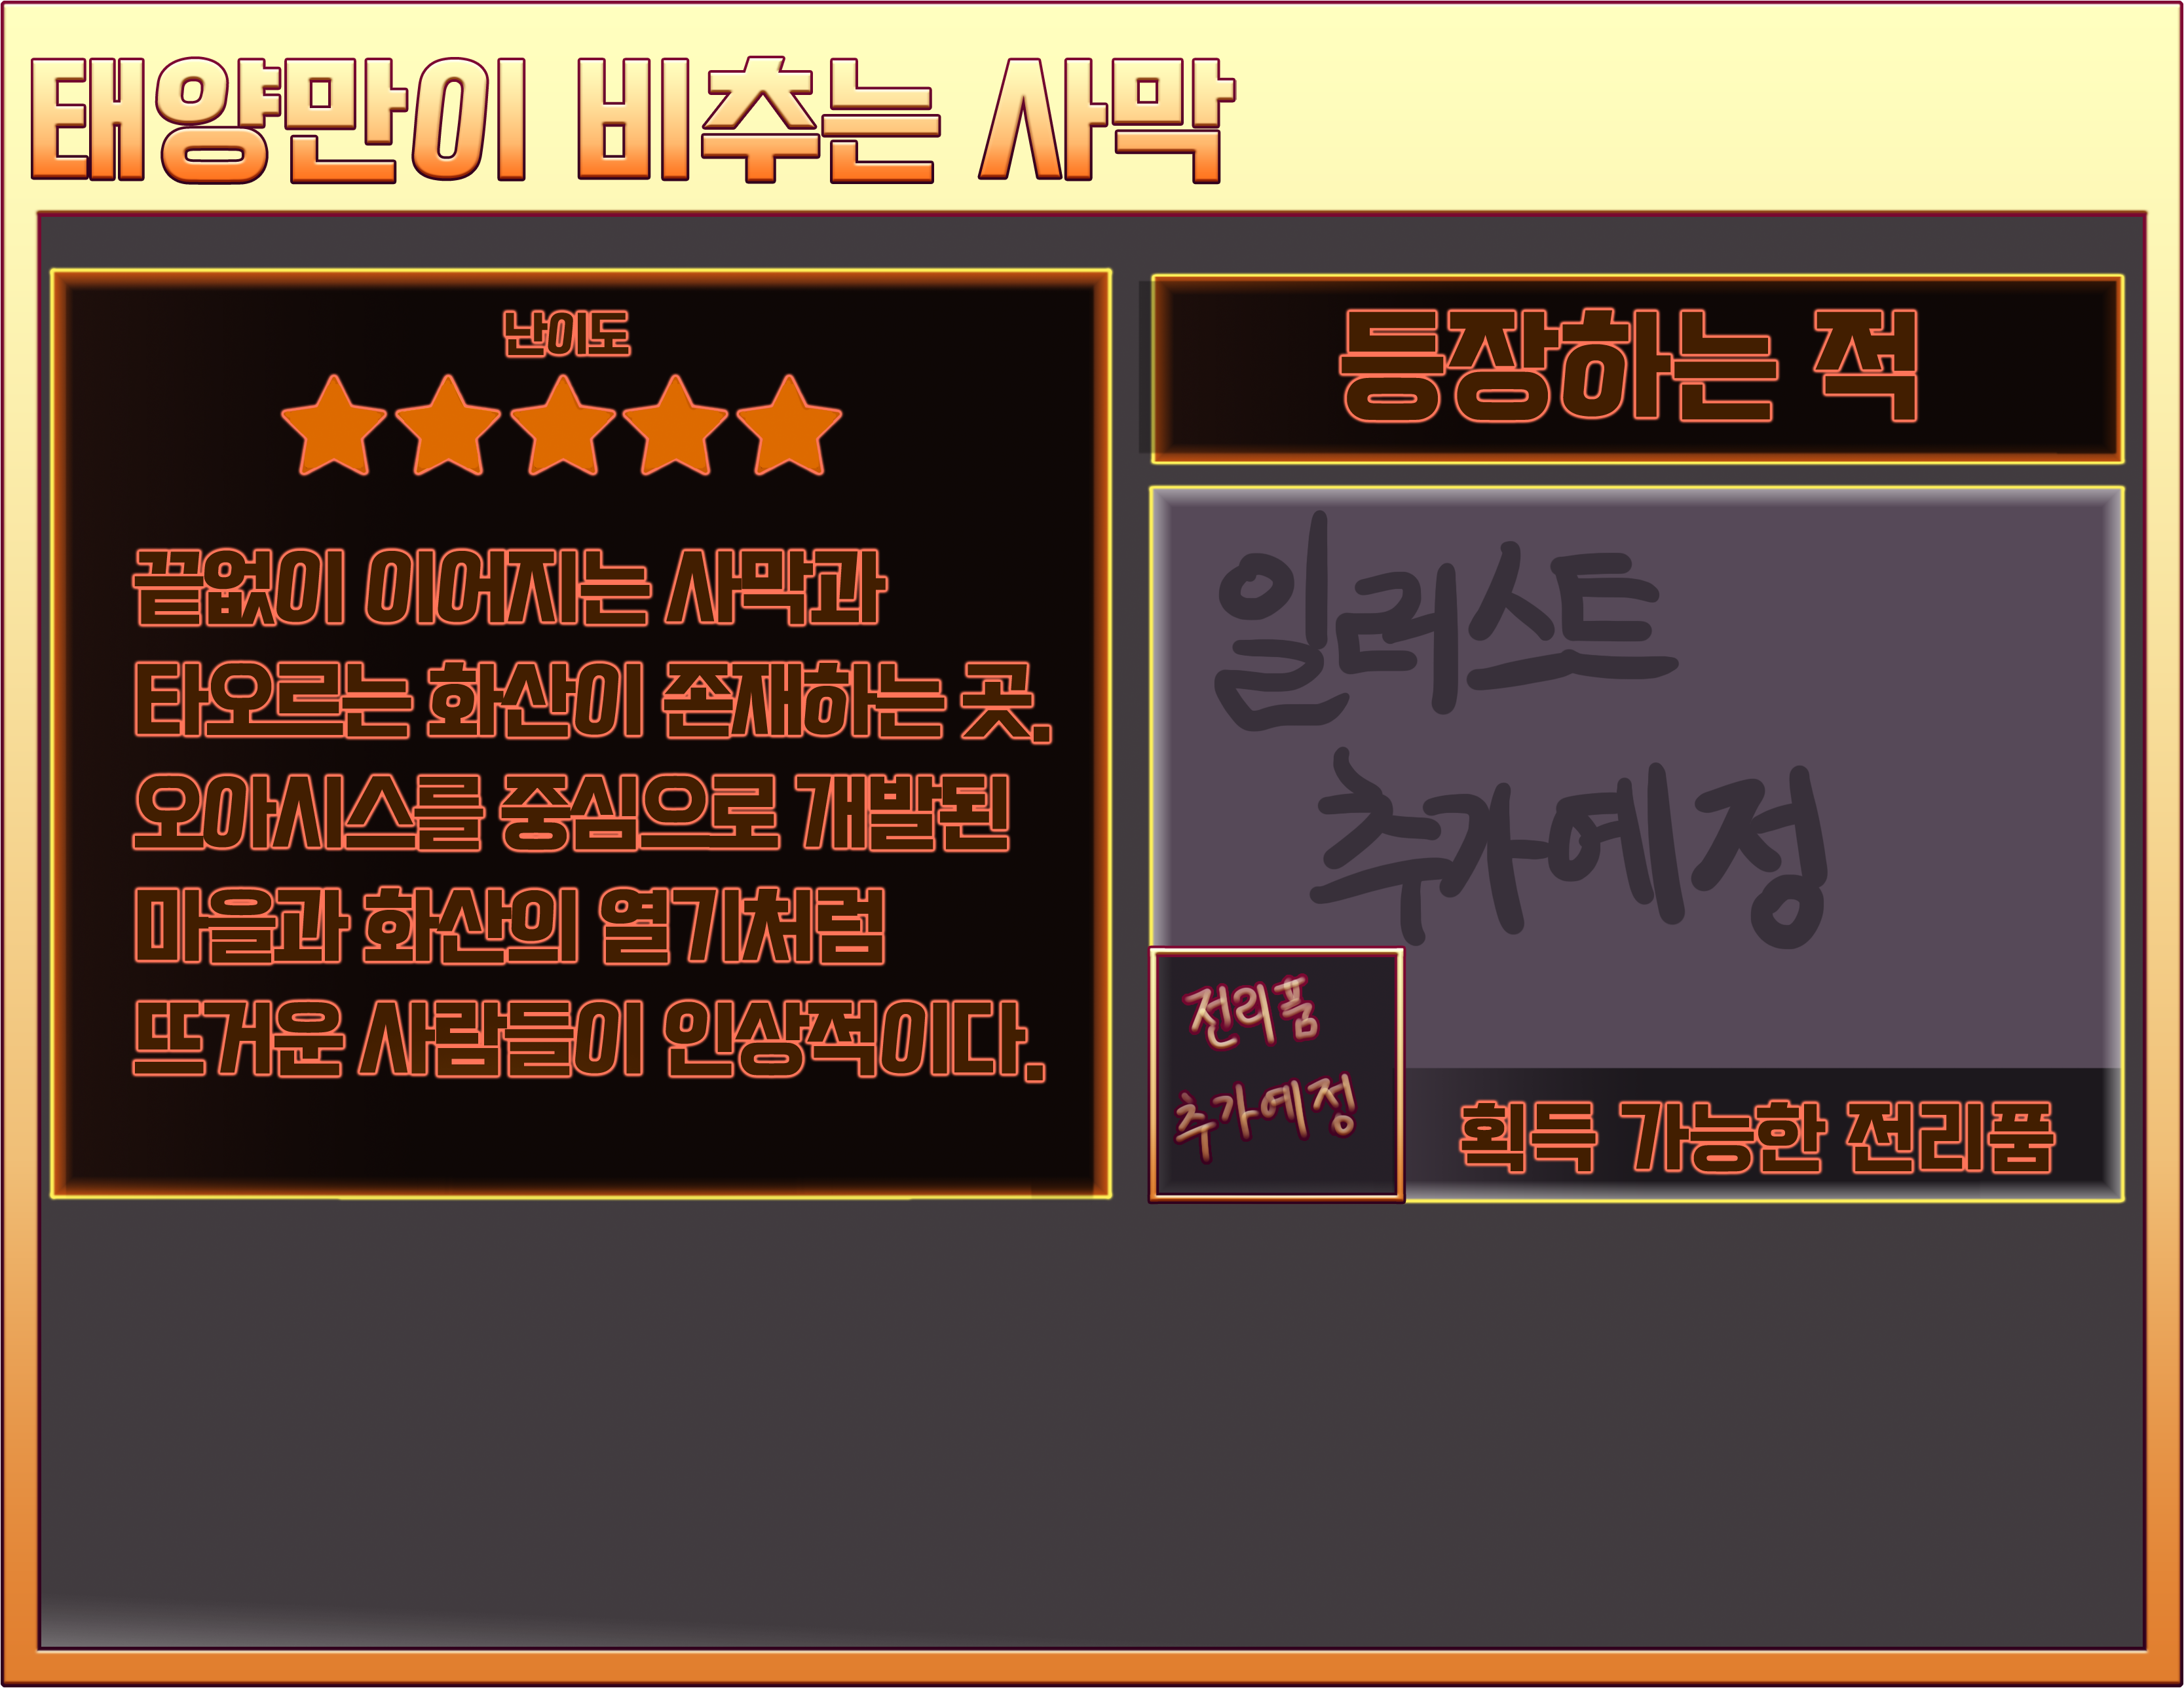 태양만이 비추는 사막
난이도
끝없이 이어지는 사막과
타오르는 화산이 존재하는 곳.
오아시스를 중심으로 개발된
마을과 화산의 열기처럼
뜨거운 사람들이 인상적이다.
등장하는 적
일러스트
추가예정
전리품
추가예정
획득 가능한 전리품